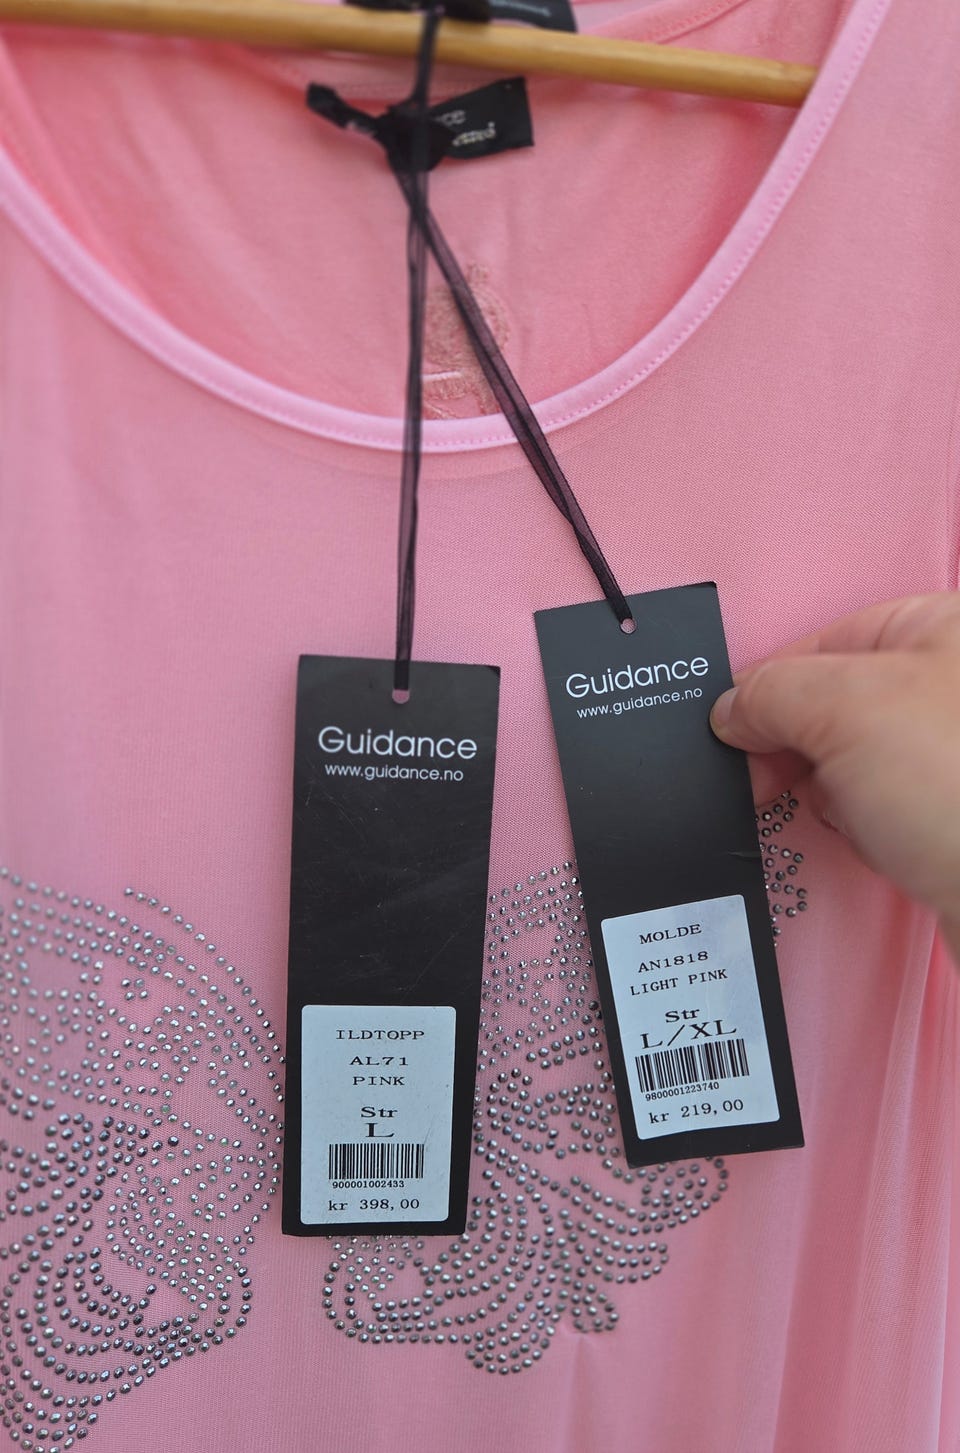 Guidance
www.guidance.no
ILDTOPP
AL71
PINK
Str
L
900001002433
kr 398,00
Guidance
www.guidance.no
MOLDE
AN1818
LIGHT PINK
Str
L/XL
9800001223740
kr 219,00